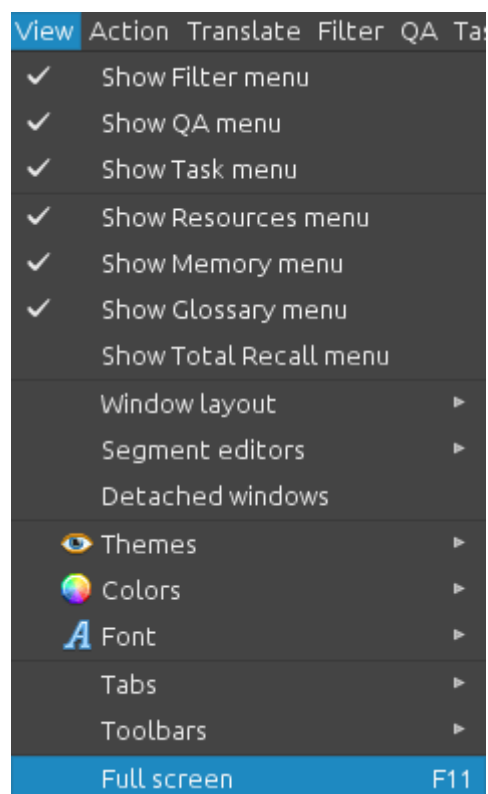 View Action Translate Filter QA Tas
Show Filter menu
Show QA menu
Show Task menu
Show Resources menu
Show Memory menu
Show Glossary menu
Show Total Recall menu
Window layout
Segment editors
Detached windows
Themes
Colors
Font
Tabs
Toolbars
Full screen F11